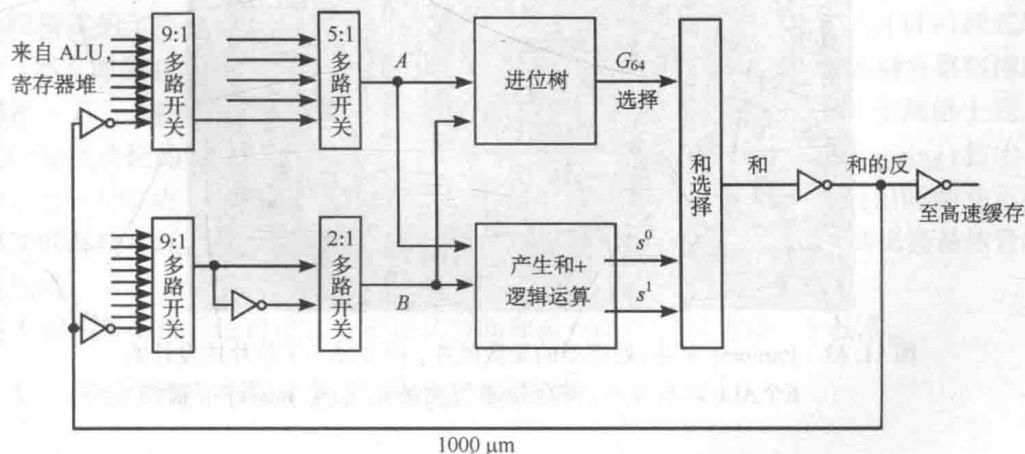 来自 ALU
寄存器堆
9:1
多
路
开
关
5:1
多
路
开
关
A
进位树
G64
选择
9:1
多
路
开
关
2:1
多
路
开
关
B
产生和+
逻辑运算
s⁰
s¹
和
选
择
和
和的反
至高速缓存
1000 μm